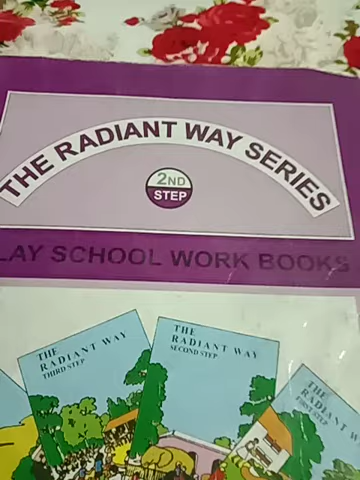 THE RADIANT WAY SERIES
2ND
STEP
LAY SCHOOL WORK BOOKS
THE
RADIANT WAY
THIRD STEP
THE
RADIANT WAY
SECOND STEP
THE
RADIANT W
FIRST STEP